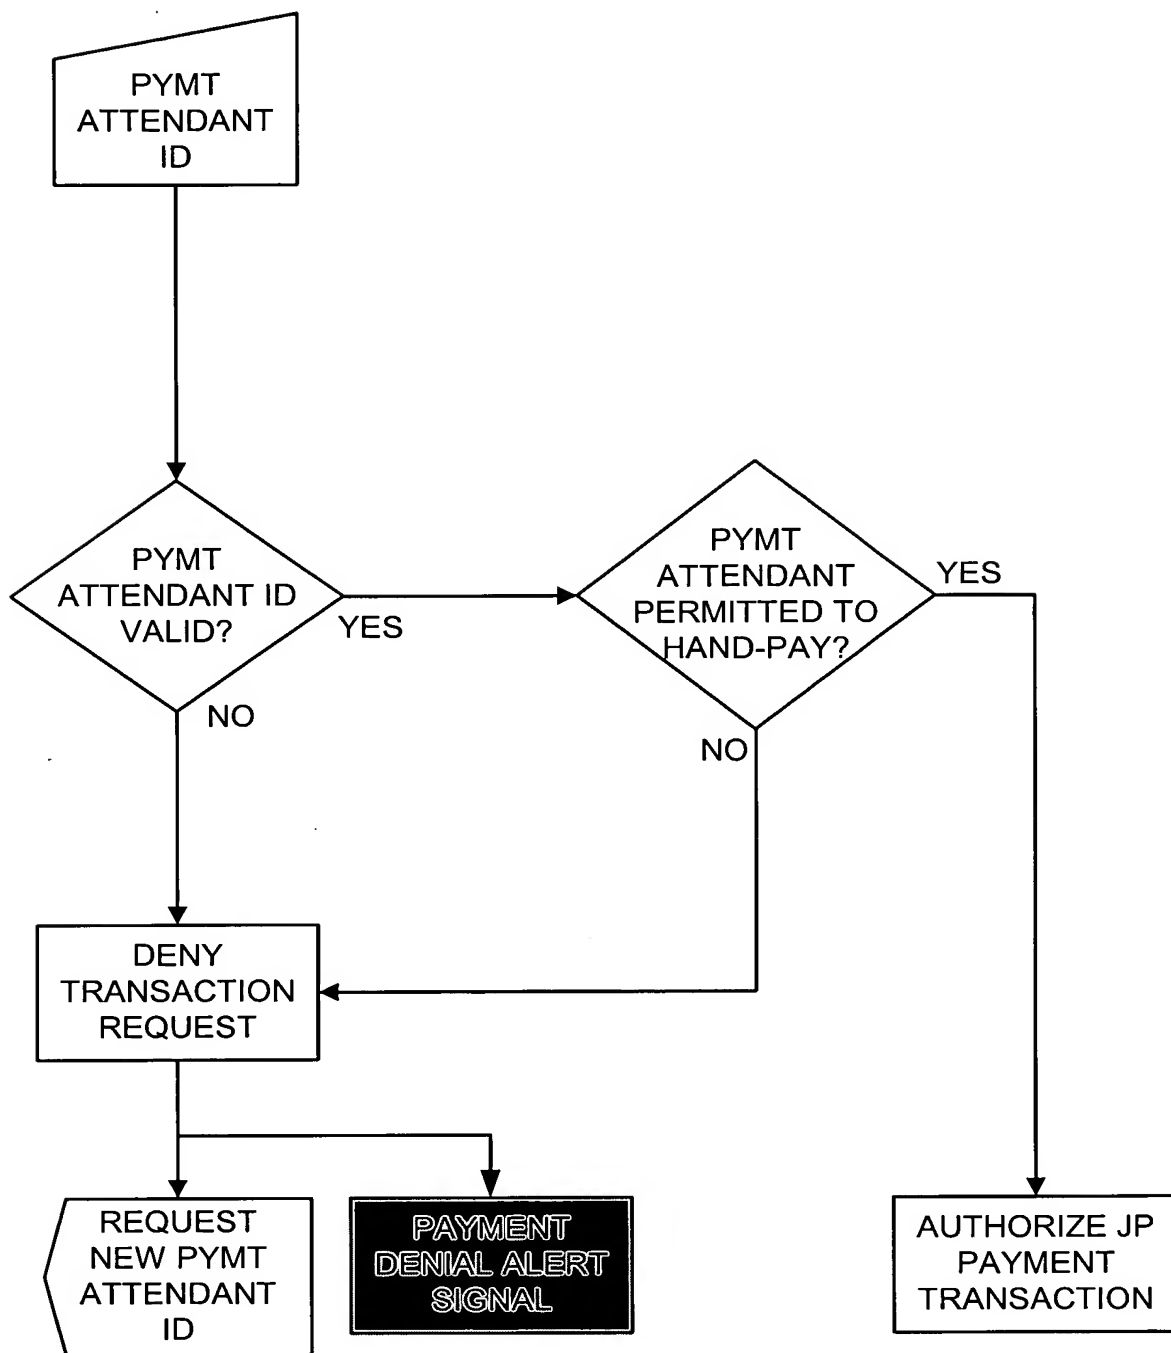 PYMT
ATTENDANT
ID
PYMT
ATTENDANT ID
VALID?
YES
NO
PYMT
ATTENDANT
PERMITTED TO
HAND-PAY?
YES
NO
DENY
TRANSACTION
REQUEST
REQUEST
NEW PYMT
ATTENDANT
ID
PAYMENT
DENIAL ALERT
SIGNAL
AUTHORIZE JP
PAYMENT
TRANSACTION